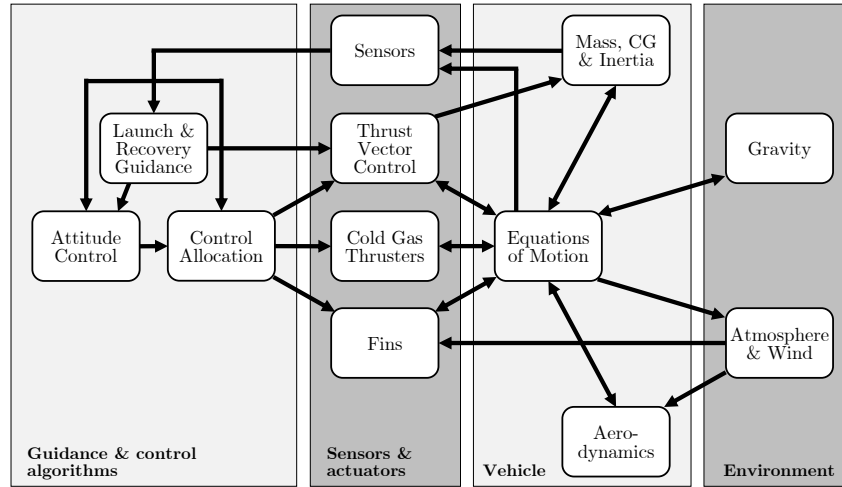 Sensors
Mass, CG
& Inertia
Launch &
Recovery
Guidance
Thrust
Vector
Control
Gravity
Attitude
Control
Control
Allocation
Cold Gas
Thrusters
Equations
of Motion
Fins
Atmosphere
& Wind
Aero-
dynamics
Guidance & control
algorithms
Sensors &
actuators
Vehicle
Environment